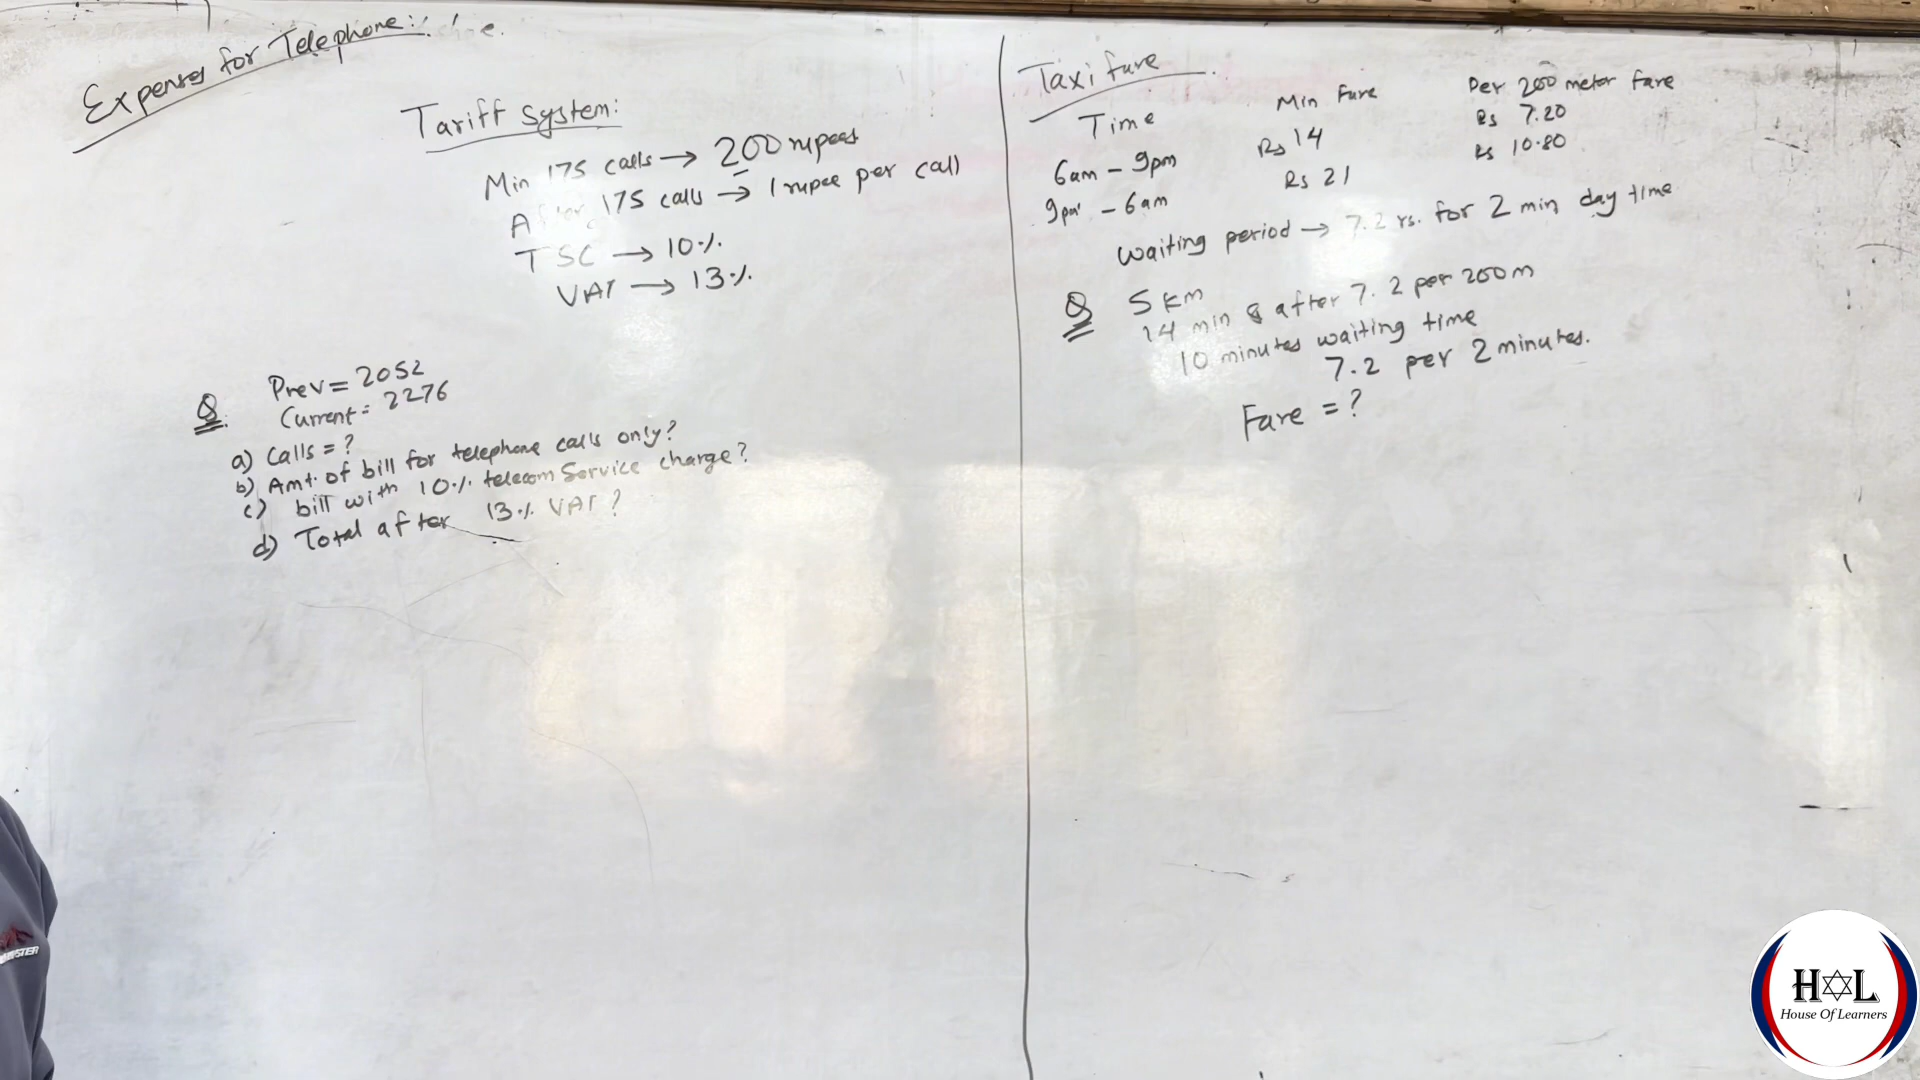 Expenses for Telephone:
Tariff system:
Min 175 calls → 200 rupees
After 175 calls → 1 rupee per call
TSC → 10%
VAT → 13%
Q. Prev = 2052
Current = 2276
a) Calls = ?
b) Amt. of bill for telephone calls only?
c) bill with 10% telecom Service charge?
d) Total after 13% VAT?
Taxi fare
Time Min Fare Per 200 meter fare
6am - 9pm Rs 14 Rs 7.20
9pm - 6am Rs 21 Rs 10.80
Waiting period → 7.2 rs. for 2 min day time
Q 5 km
14 min & after 7.2 per 200m
10 minutes waiting time
7.2 per 2 minutes.
Fare = ?
H L
House Of Learners